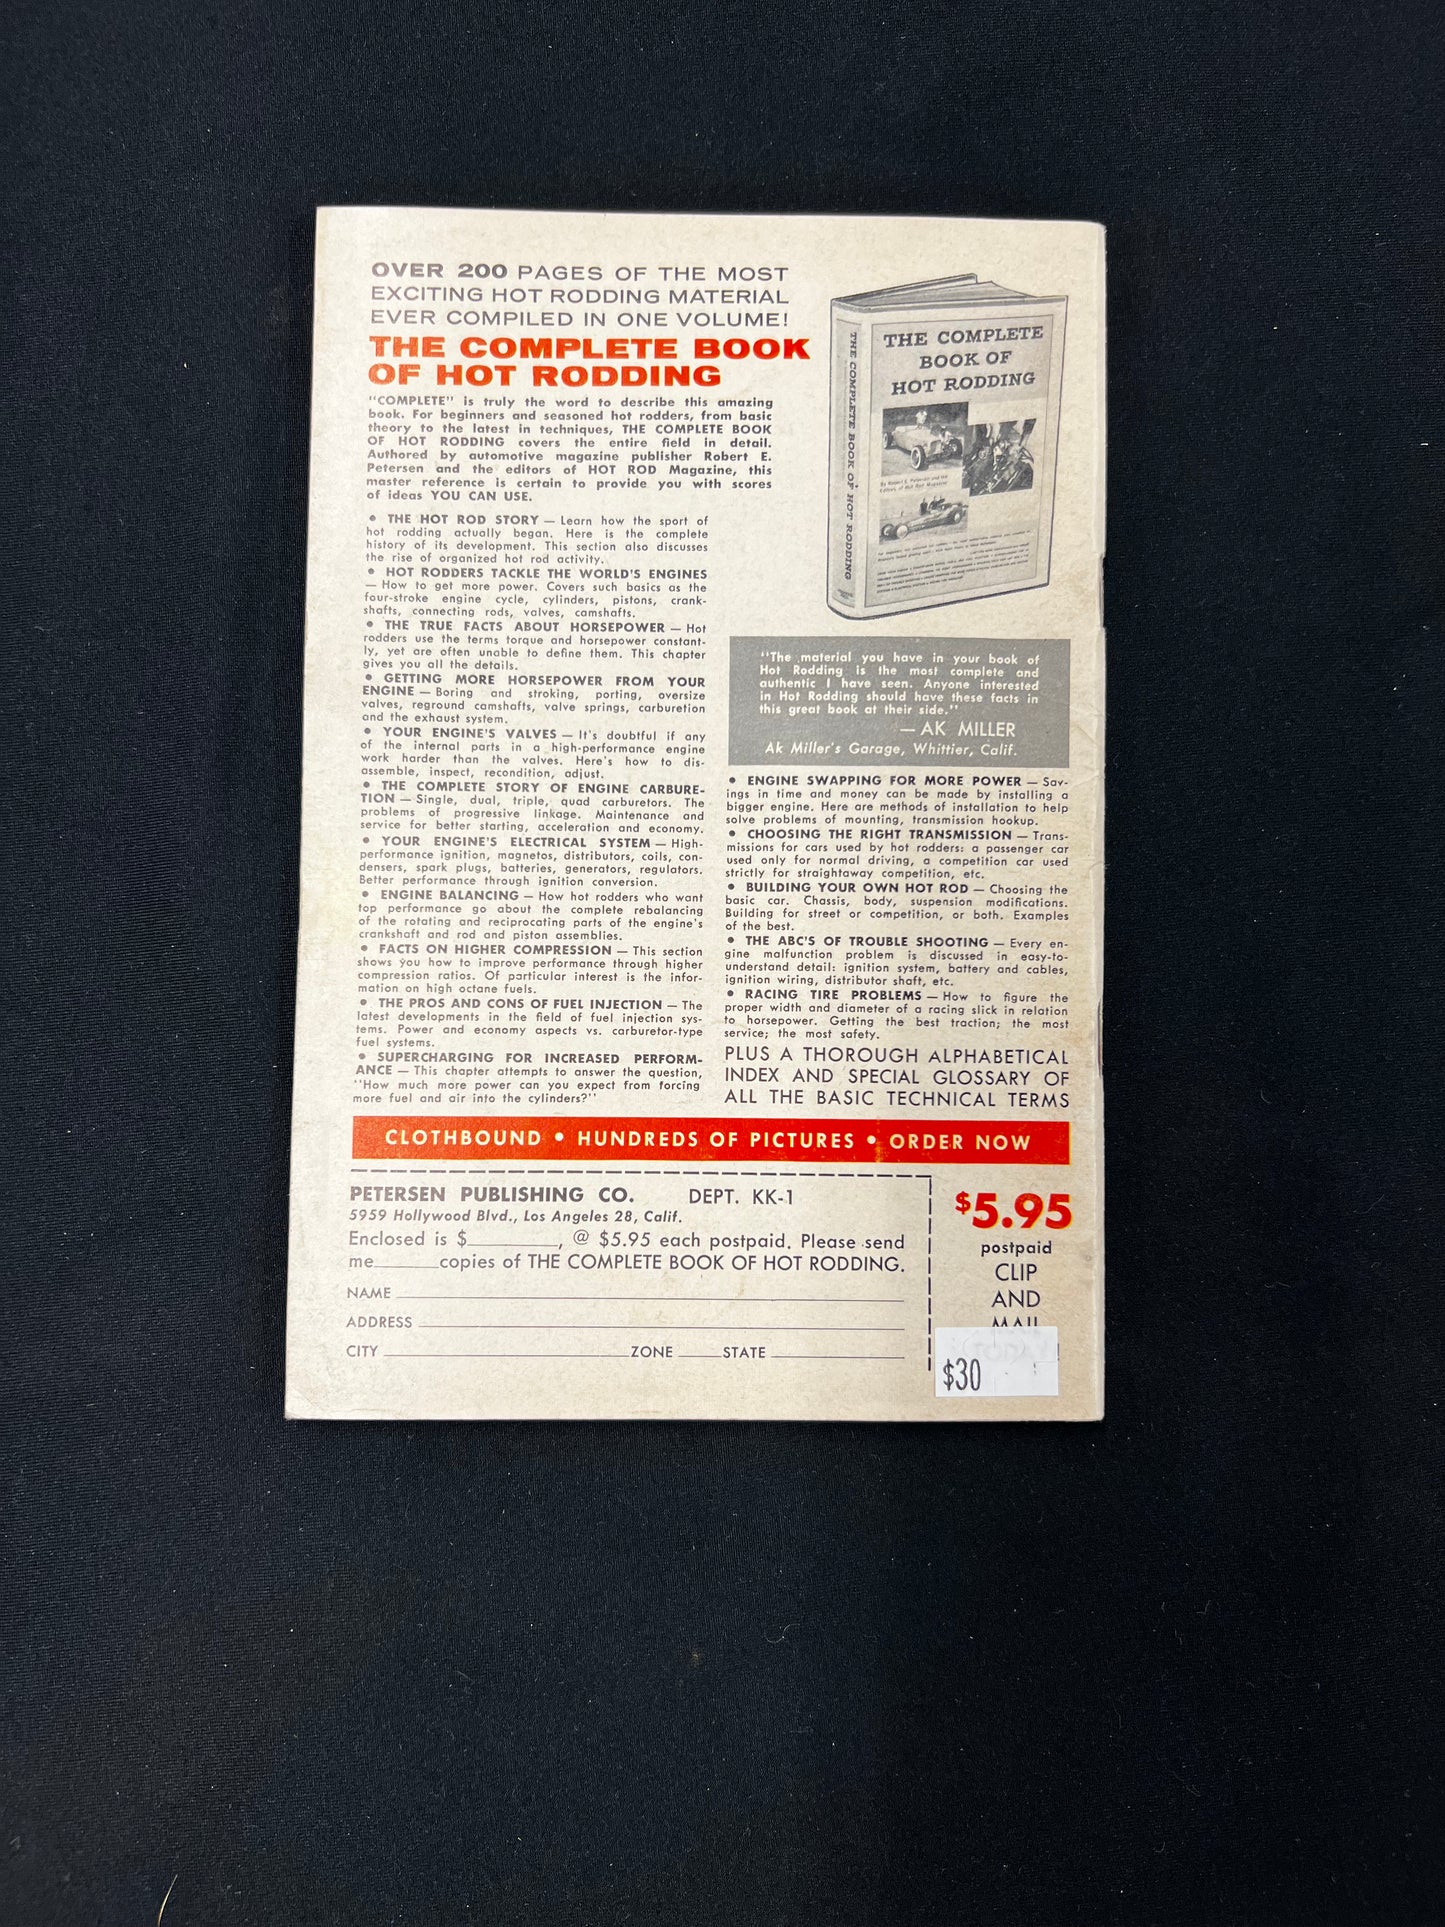 OVER 200 PAGES OF THE MOST
EXCITING HOT RODDING MATERIAL
EVER COMPILED IN ONE VOLUME!
THE COMPLETE BOOK
OF HOT RODDING
"COMPLETE" is truly the word to describe this amazing
book. For beginners and seasoned hot rodders, from basic
theory to the latest in techniques, THE COMPLETE BOOK
OF HOT RODDING covers the entire field in detail.
Authored by automotive magazine publisher Robert E.
Petersen and the editors of HOT ROD Magazine, this
master reference is certain to provide you with scores
of ideas YOU CAN USE.
• THE HOT ROD STORY — Learn how the sport of
hot rodding actually began. Here is the complete
history of its development. This section also discusses
the rise of organized hot rod activity.
• HOT RODDERS TACKLE THE WORLD'S ENGINES
— How to get more power. Covers such basics as the
four-stroke engine cycle, cylinders, pistons, crank-
shafts, connecting rods, valves, camshafts.
• THE TRUE FACTS ABOUT HORSEPOWER — Hot
rodders use the terms torque and horsepower constant-
ly, yet are often unable to define them. This chapter
gives you all the details.
• GETTING MORE HORSEPOWER FROM YOUR
ENGINE — Boring and stroking, porting, oversize
valves, reground camshafts, valve springs, carburetion
and the exhaust system.
• YOUR ENGINE'S VALVES — It's doubtful if any
of the internal parts in a high-performance engine
work harder than the valves. Here's how to dis-
assemble, inspect, recondition, adjust.
• THE COMPLETE STORY OF ENGINE CARBURE-
TION — Single, dual, triple, quad carburetors. The
problems of progressive linkage. Maintenance and
service for better starting, acceleration and economy.
• YOUR ENGINE'S ELECTRICAL SYSTEM — High-
performance ignition, magnetos, distributors, coils, con-
densers, spark plugs, batteries, generators, regulators.
Better performance through ignition conversion.
• ENGINE BALANCING — How hot rodders who want
top performance go about the complete rebalancing
of the rotating and reciprocating parts of the engine's
crankshaft and rod and piston assemblies.
• FACTS ON HIGHER COMPRESSION — This section
shows you how to improve performance through higher
compression ratios. Of particular interest is the infor-
mation on high octane fuels.
• THE PROS AND CONS OF FUEL INJECTION — The
latest developments in the field of fuel injection sys-
tems. Power and economy aspects vs. carburetor-type
fuel systems.
• SUPERCHARGING FOR INCREASED PERFORM-
ANCE — This chapter attempts to answer the question,
"How much more power can you expect from forcing
more fuel and air into the cylinders?"
THE COMPLETE BOOK OF HOT RODDING
THE COMPLETE
BOOK OF
HOT RODDING
By Robert E. Petersen and the
Editors of Hot Rod Magazine
"The material you have in your book of
Hot Rodding is the most complete and
authentic I have seen. Anyone interested
in Hot Rodding should have these facts in
this great book at their side."
— AK MILLER
Ak Miller's Garage, Whittier, Calif.
• ENGINE SWAPPING FOR MORE POWER — Sav-
ings in time and money can be made by installing a
bigger engine. Here are methods of installation to help
solve problems of mounting, transmission hookup.
• CHOOSING THE RIGHT TRANSMISSION — Trans-
missions for cars used by hot rodders: a passenger car
used only for normal driving, a competition car used
strictly for straightaway competition, etc.
• BUILDING YOUR OWN HOT ROD — Choosing the
basic car. Chassis, body, suspension modifications.
Building for street or competition, or both. Examples
of the best.
• THE ABC'S OF TROUBLE SHOOTING — Every en-
gine malfunction problem is discussed in easy-to-
understand detail: ignition system, battery and cables,
ignition wiring, distributor shaft, etc.
• RACING TIRE PROBLEMS — How to figure the
proper width and diameter of a racing slick in relation
to horsepower. Getting the best traction; the most
service; the most safety.
PLUS A THOROUGH ALPHABETICAL
INDEX AND SPECIAL GLOSSARY OF
ALL THE BASIC TECHNICAL TERMS
CLOTHBOUND • HUNDREDS OF PICTURES • ORDER NOW
PETERSEN PUBLISHING CO. DEPT. KK-1
5959 Hollywood Blvd., Los Angeles 28, Calif.
Enclosed is $________, @ $5.95 each postpaid. Please send
me______copies of THE COMPLETE BOOK OF HOT RODDING.
NAME
ADDRESS
CITY ZONE STATE
$5.95
postpaid
CLIP
AND
MAIL
$30